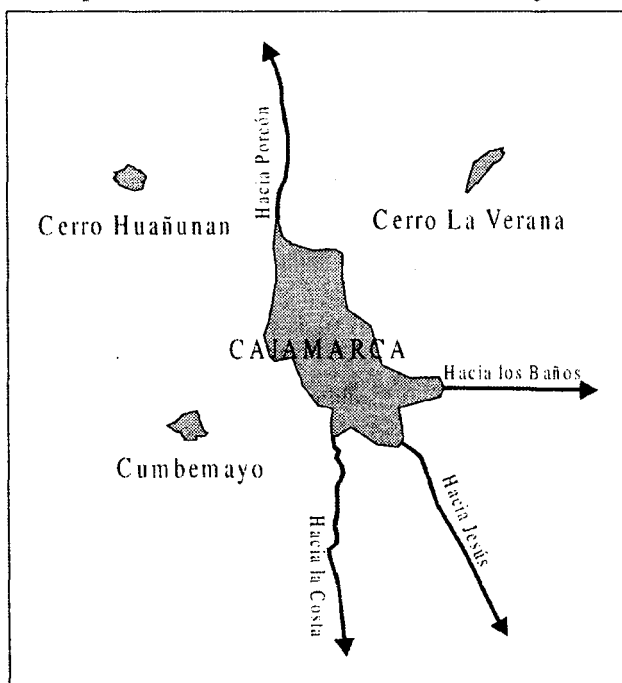 Hacia Porcón
Cerro Huañunan
Cerro La Verana
CAJAMARCA
Hacia los Baños
Cumbemayo
Hacia la Costa
Hacia Jesús